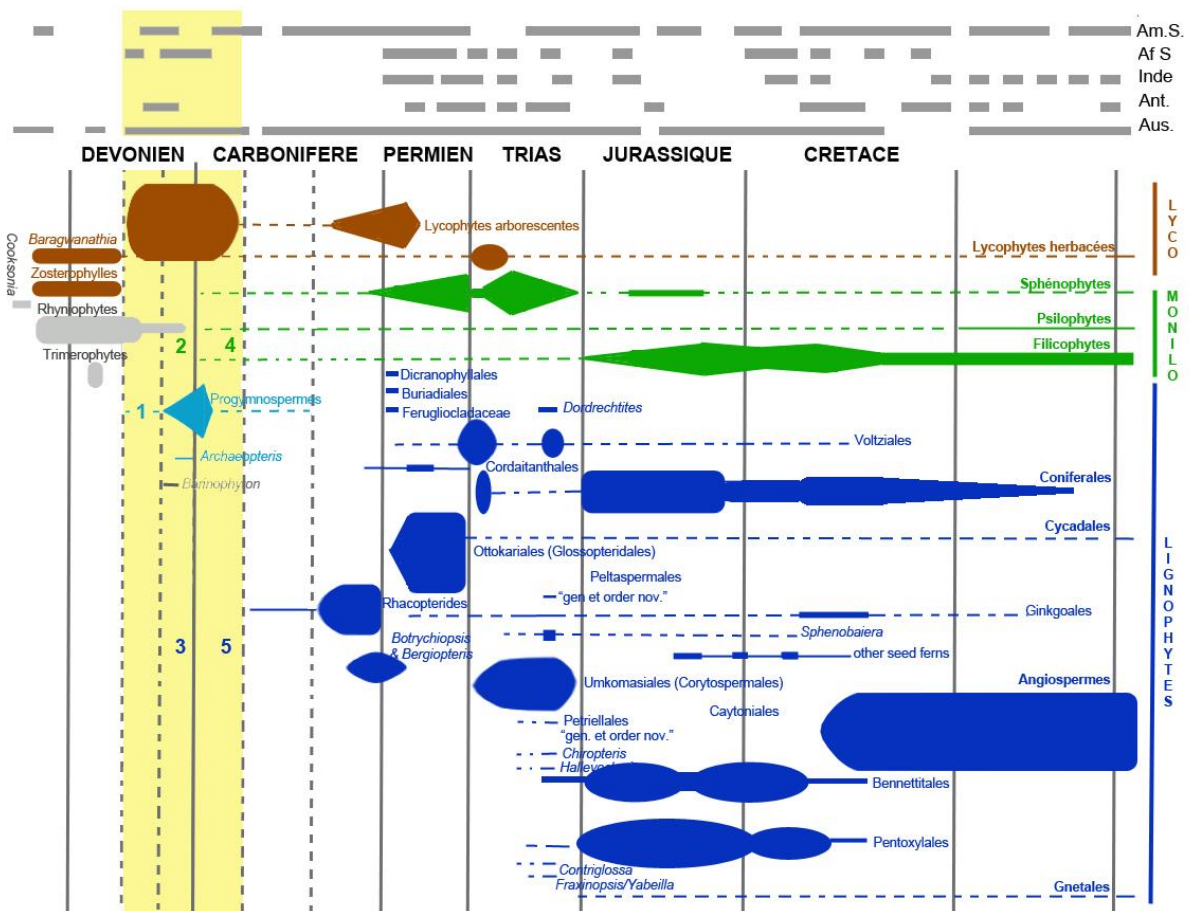 Am.S.
Af S
Inde
Ant.
Aus.
DEVONIEN CARBONIFERE PERMIEN TRIAS JURASSIQUE CRETACE
Cooksonia
Baragwanathia
Zosterophylles
Rhyniophytes
Trimerophytes
Lycophytes arborescentes
Lycophytes herbacées
LYCO
Sphénophytes
Psilophytes
Filicophytes
MONILO
2 4
1
Progymnospermes
Archaeopteris
Barinophyton
Dicranophyllales
Buriadiales
Ferugliocladaceae
Dordrechtites
Voltziales
Cordaitanthales
Coniferales
Cycadales
Ottokariales (Glossopteridales)
Peltaspermales
"gen et order nov."
Rhacopterides
Ginkgoales
Botrychiopsis
& Bergiopteris
Sphenobaiera
3 5
other seed ferns
Umkomasiales (Corytospermales)
Angiospermes
Caytoniales
Petriellales
"gen. et order nov."
Chiropteris
Bennettitales
Pentoxylales
Contriglossa
Fraxinopsis/Yabeilla
Gnetales
LIGNOPHYTES